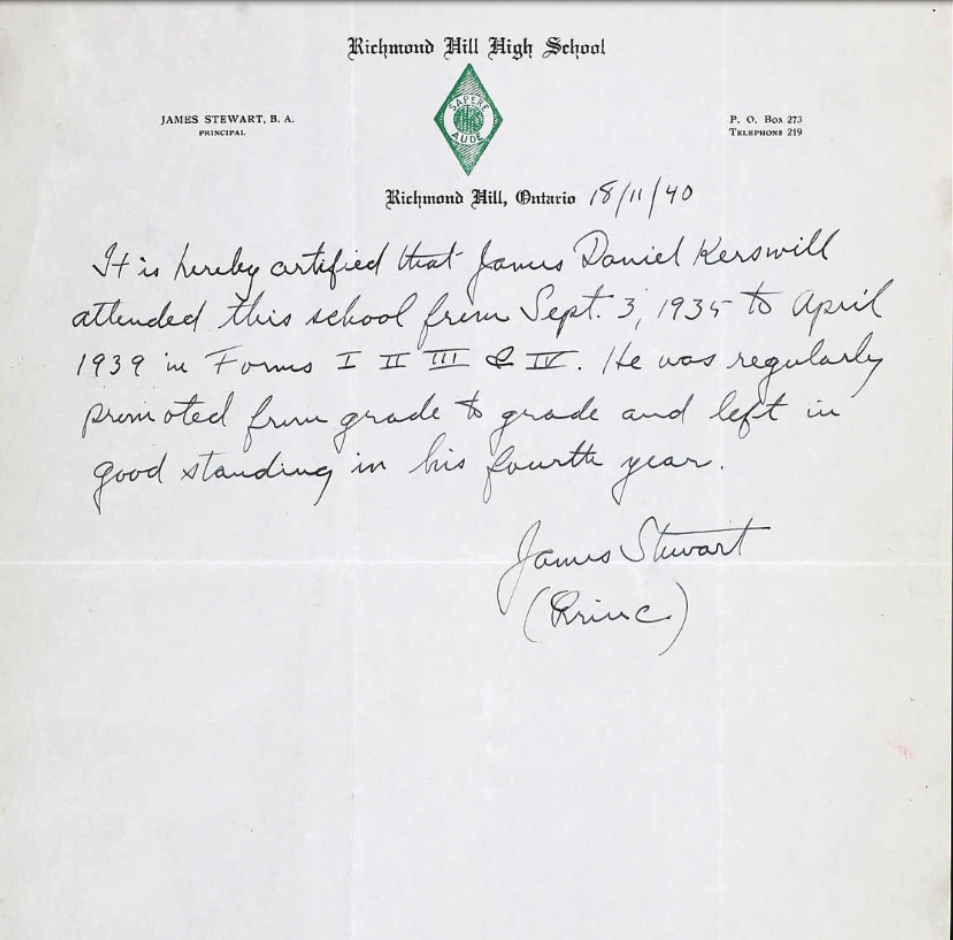 Richmond Hill High School
JAMES STEWART, B. A.
PRINCIPAL
SAPERE
AUDE
P. O. Box 273
TELEPHONE 219
Richmond Hill, Ontario 18/11/40
It is hereby certified that James Daniel Kerswill
attended this school from Sept. 3, 1935 to April
1939 in Forms I II III & IV. He was regularly
promoted from grade to grade and left in
good standing in his fourth year.
James Stewart
(Princ)